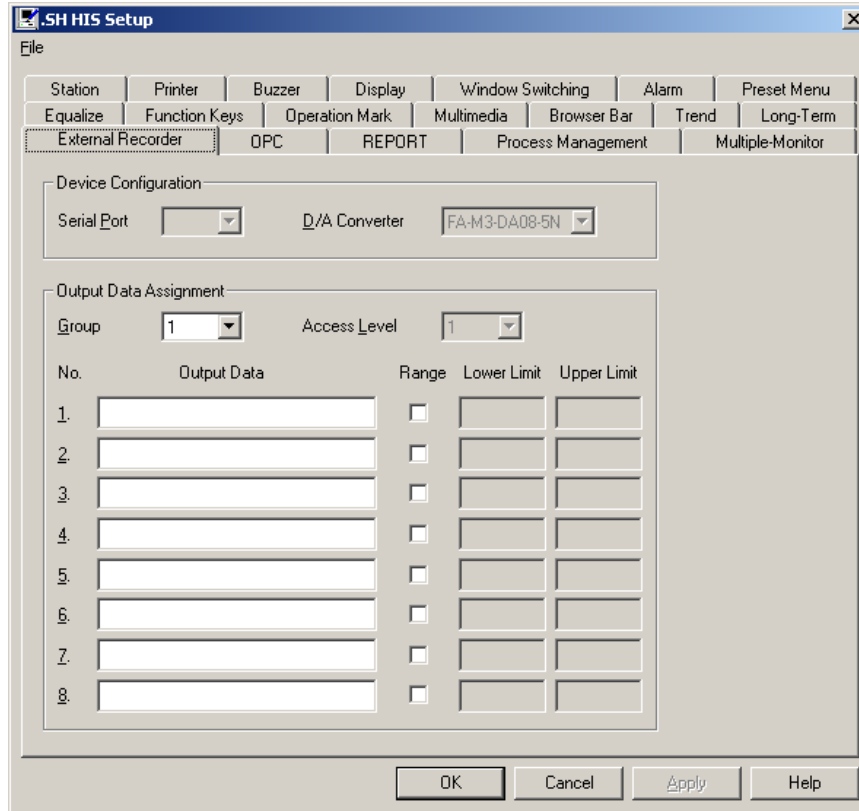 .SH HIS Setup
File
Station Printer Buzzer Display Window Switching Alarm Preset Menu
Equalize Function Keys Operation Mark Multimedia Browser Bar Trend Long-Term
External Recorder OPC REPORT Process Management Multiple-Monitor
Device Configuration
Serial Port D/A Converter FA-M3-DA08-5N
Output Data Assignment
Group 1 Access Level 1
No. Output Data Range Lower Limit Upper Limit
1.
2.
3.
4.
5.
6.
7.
8.
OK Cancel Apply Help